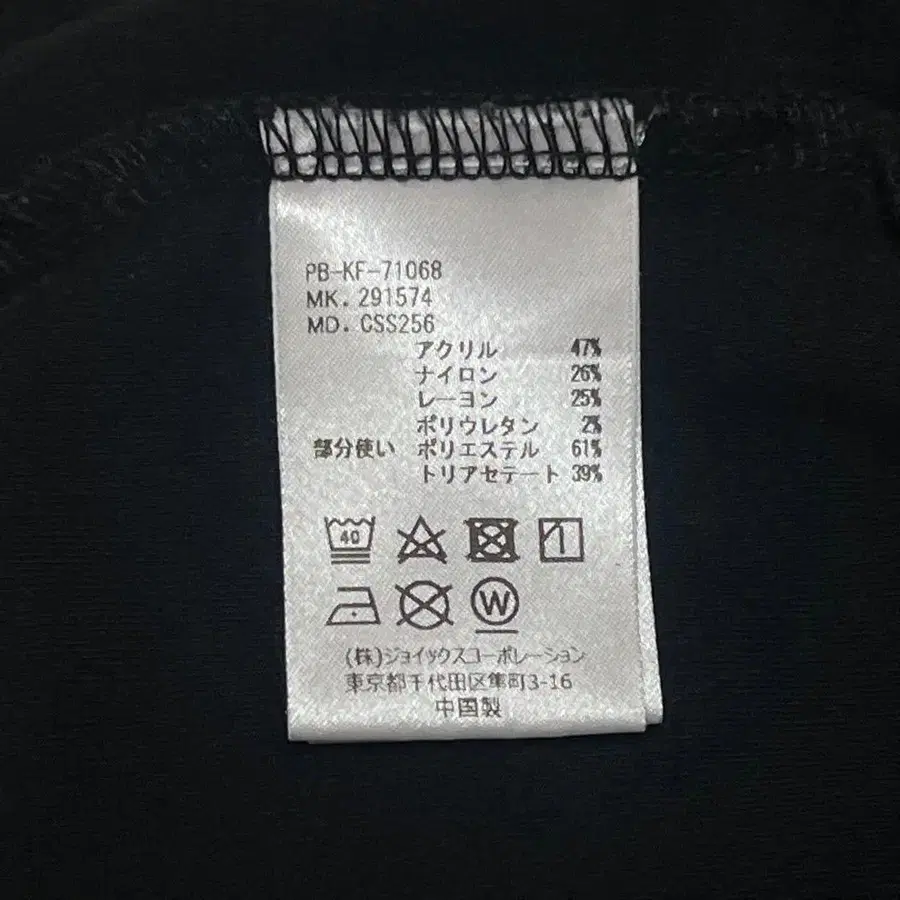 PB-KF-71068
MK. 291574
MD. CSS256
アクリル 47%
ナイロン 26%
レーヨン 25%
ポリウレタン 2%
部分使い ポリエステル 61%
トリアセテート 39%
40
W
(株)ジョイックスコーポレーション
東京都千代田区隼町3-16
中国製